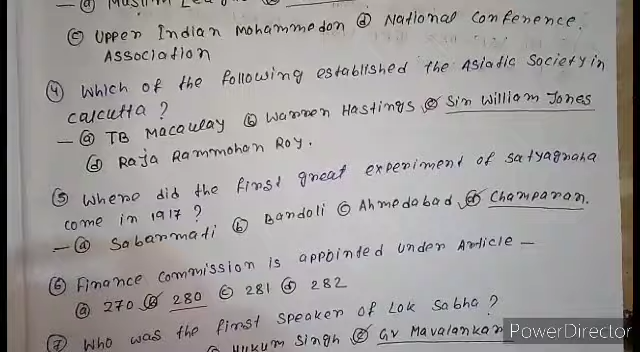 — ⓐ Muslim
ⓒ Upper Indian Mohammedan ⓓ National Conference.
Association
④ Which of the following established the Asiatic Society in
calcutta ?
— ⓐ TB Macaulay ⓑ Warren Hastings ⓒ Sir William Jones
ⓓ Raja Rammohan Roy.
⑤ Where did the first great experiment of satyagraha
come in 1917 ?
— ⓐ Sabarmati ⓑ Bardoli ⓒ Ahmedabad ⓓ Champaran.
⑥ Finance commission is appointed under Article —
ⓐ 270 ⓑ 280 ⓒ 281 ⓓ 282
⑦ Who was the first speaker of Lok Sabha ?
Hukum Singh ⓒ GV Mavalankar
PowerDirector